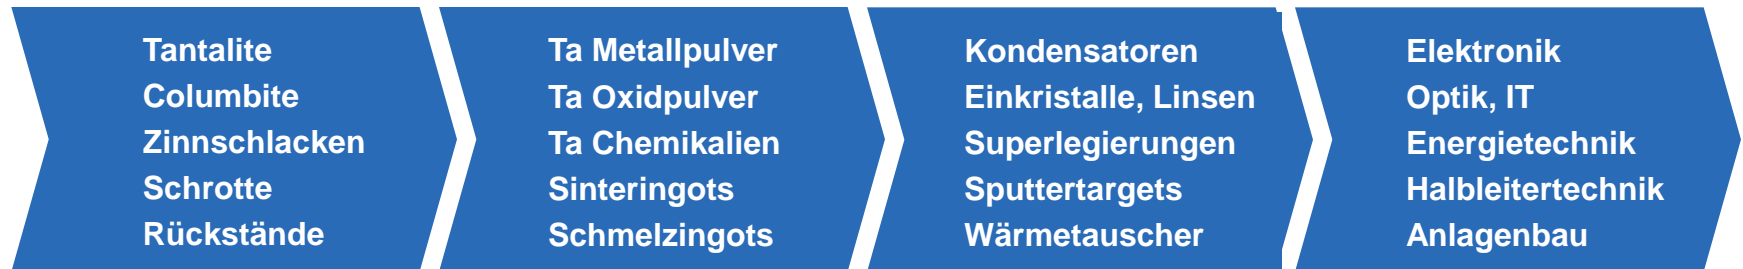 Tantalite
Columbite
Zinnschlacken
Schrotte
Rückstände
Ta Metallpulver
Ta Oxidpulver
Ta Chemikalien
Sinteringots
Schmelzingots
Kondensatoren
Einkristalle, Linsen
Superlegierungen
Sputtertargets
Wärmetauscher
Elektronik
Optik, IT
Energietechnik
Halbleitertechnik
Anlagenbau